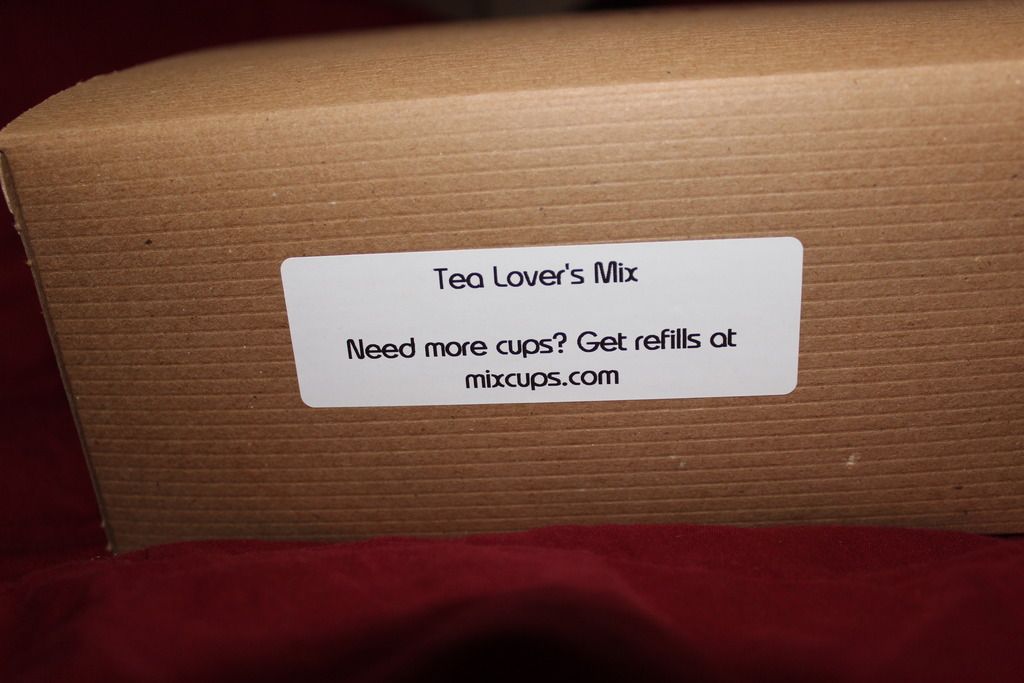 Tea Lover's Mix
Need more cups? Get refills at
mixcups.com